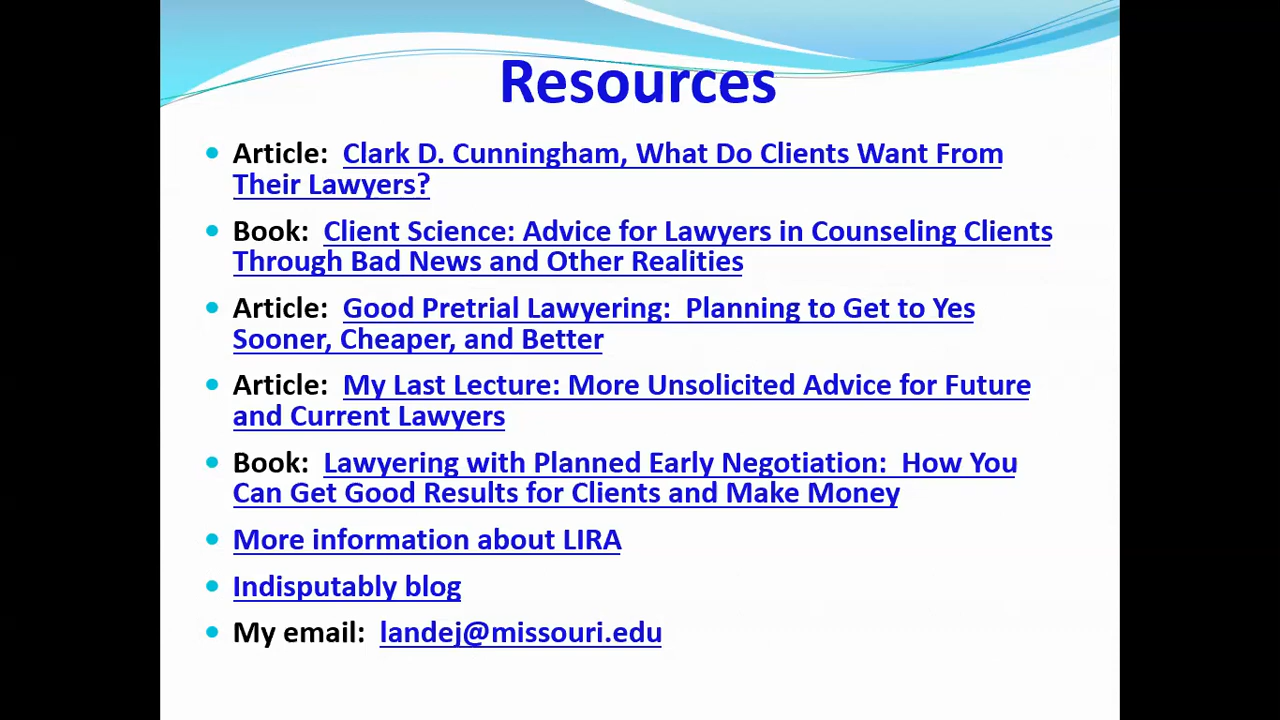 Resources
Article: Clark D. Cunningham, What Do Clients Want From
Their Lawyers?
Book: Client Science: Advice for Lawyers in Counseling Clients
Through Bad News and Other Realities
Article: Good Pretrial Lawyering: Planning to Get to Yes
Sooner, Cheaper, and Better
Article: My Last Lecture: More Unsolicited Advice for Future
and Current Lawyers
Book: Lawyering with Planned Early Negotiation: How You
Can Get Good Results for Clients and Make Money
More information about LIRA
Indisputably blog
My email: landej@missouri.edu